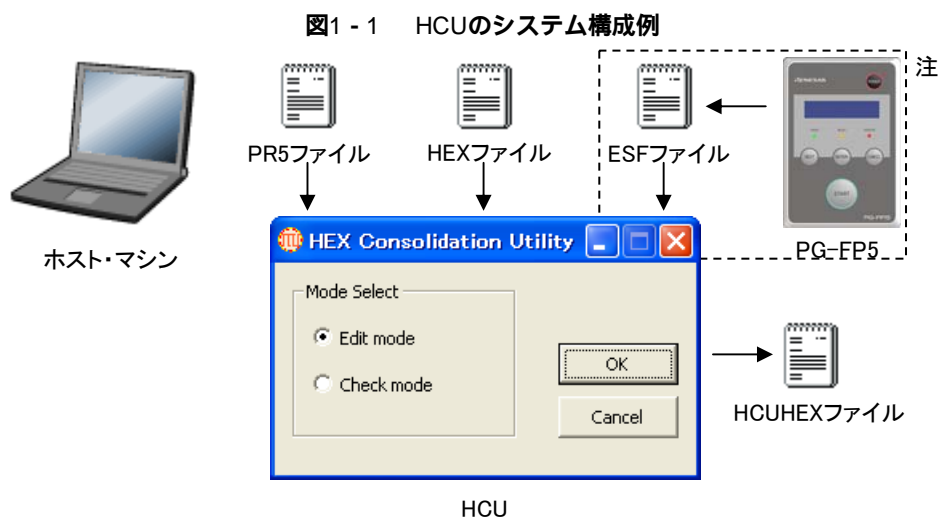 図1 - 1 HCUのシステム構成例
注
PR5ファイル
HEXファイル
ESFファイル
ホスト・マシン
PG-FP5
HEX Consolidation Utility
Mode Select
Edit mode
Check mode
OK
Cancel
HCUHEXファイル
HCU